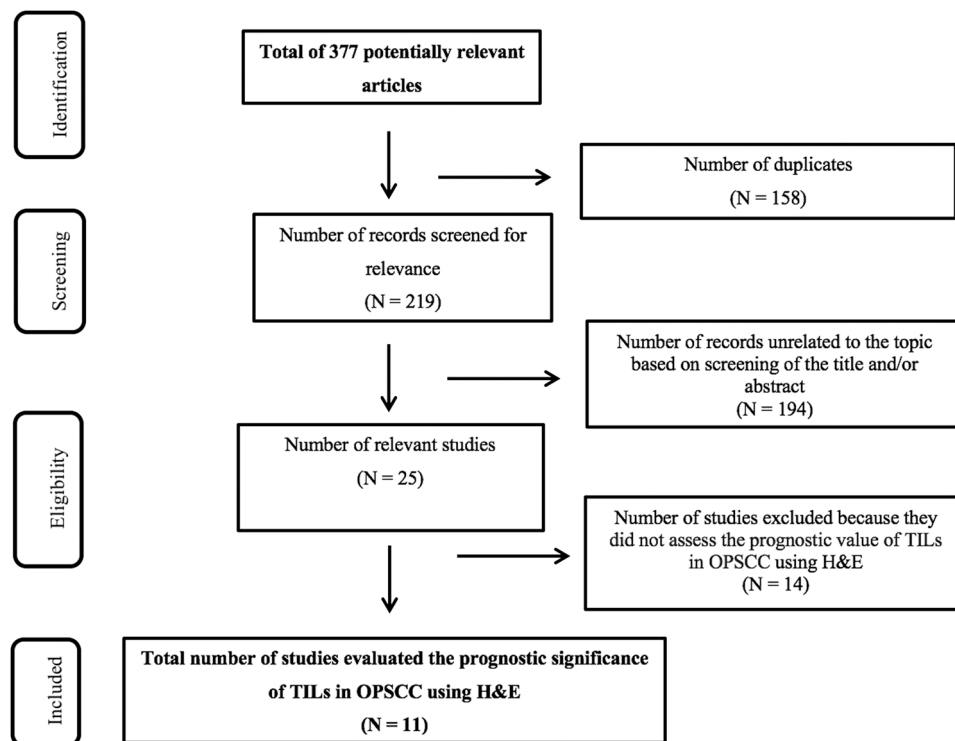 Identification
Total of 377 potentially relevant
articles
Number of duplicates
(N = 158)
Screening
Number of records screened for
relevance
(N = 219)
Number of records unrelated to the topic
based on screening of the title and/or
abstract
(N = 194)
Eligibility
Number of relevant studies
(N = 25)
Number of studies excluded because they
did not assess the prognostic value of TILs
in OPSCC using H&E
(N = 14)
Included
Total number of studies evaluated the prognostic significance
of TILs in OPSCC using H&E
(N = 11)